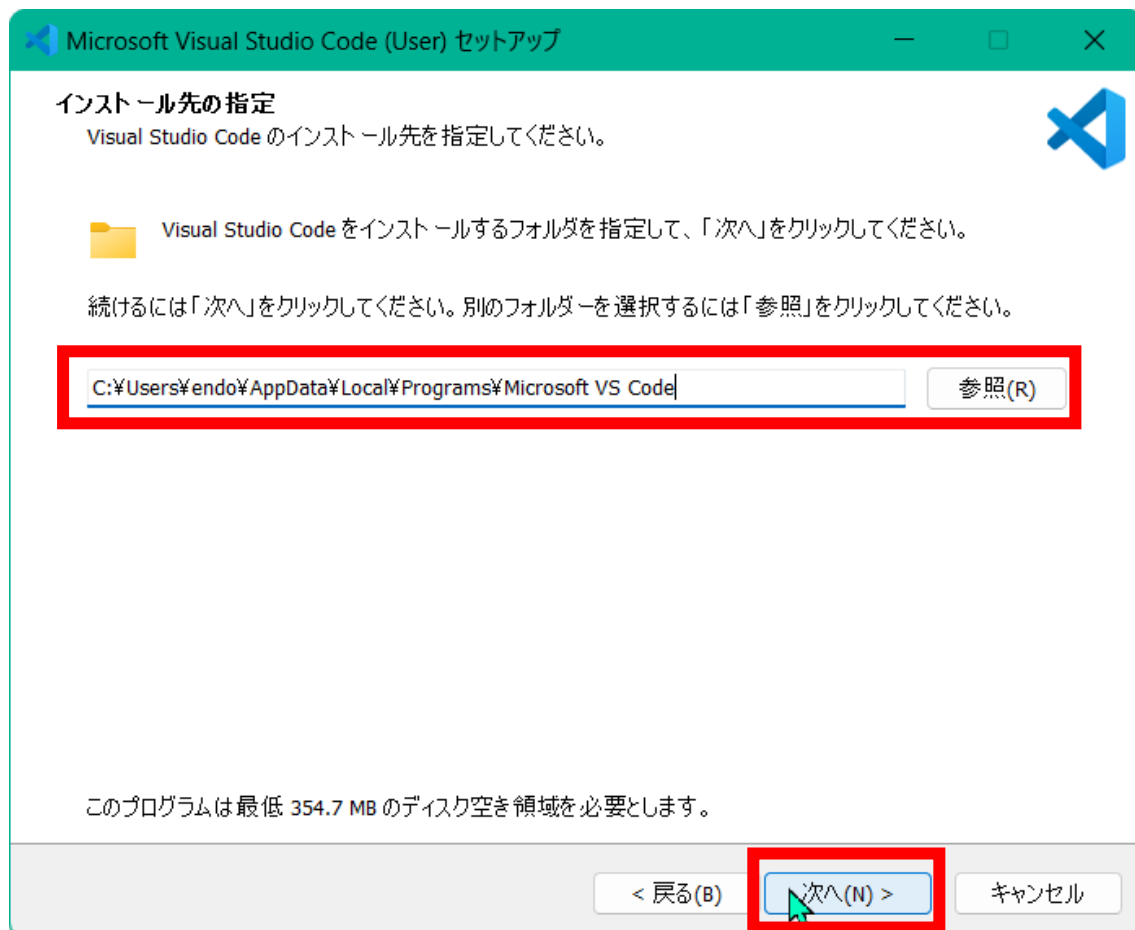 Microsoft Visual Studio Code (User) セットアップ
インストール先の指定
Visual Studio Code のインストール先を指定してください。
Visual Studio Code をインストールするフォルダを指定して、「次へ」をクリックしてください。
続けるには「次へ」をクリックしてください。別のフォルダーを選択するには「参照」をクリックしてください。
C:¥Users¥endo¥AppData¥Local¥Programs¥Microsoft VS Code 参照(R)
このプログラムは最低 354.7 MB のディスク空き領域を必要とします。
< 戻る(B) 次へ(N) > キャンセル